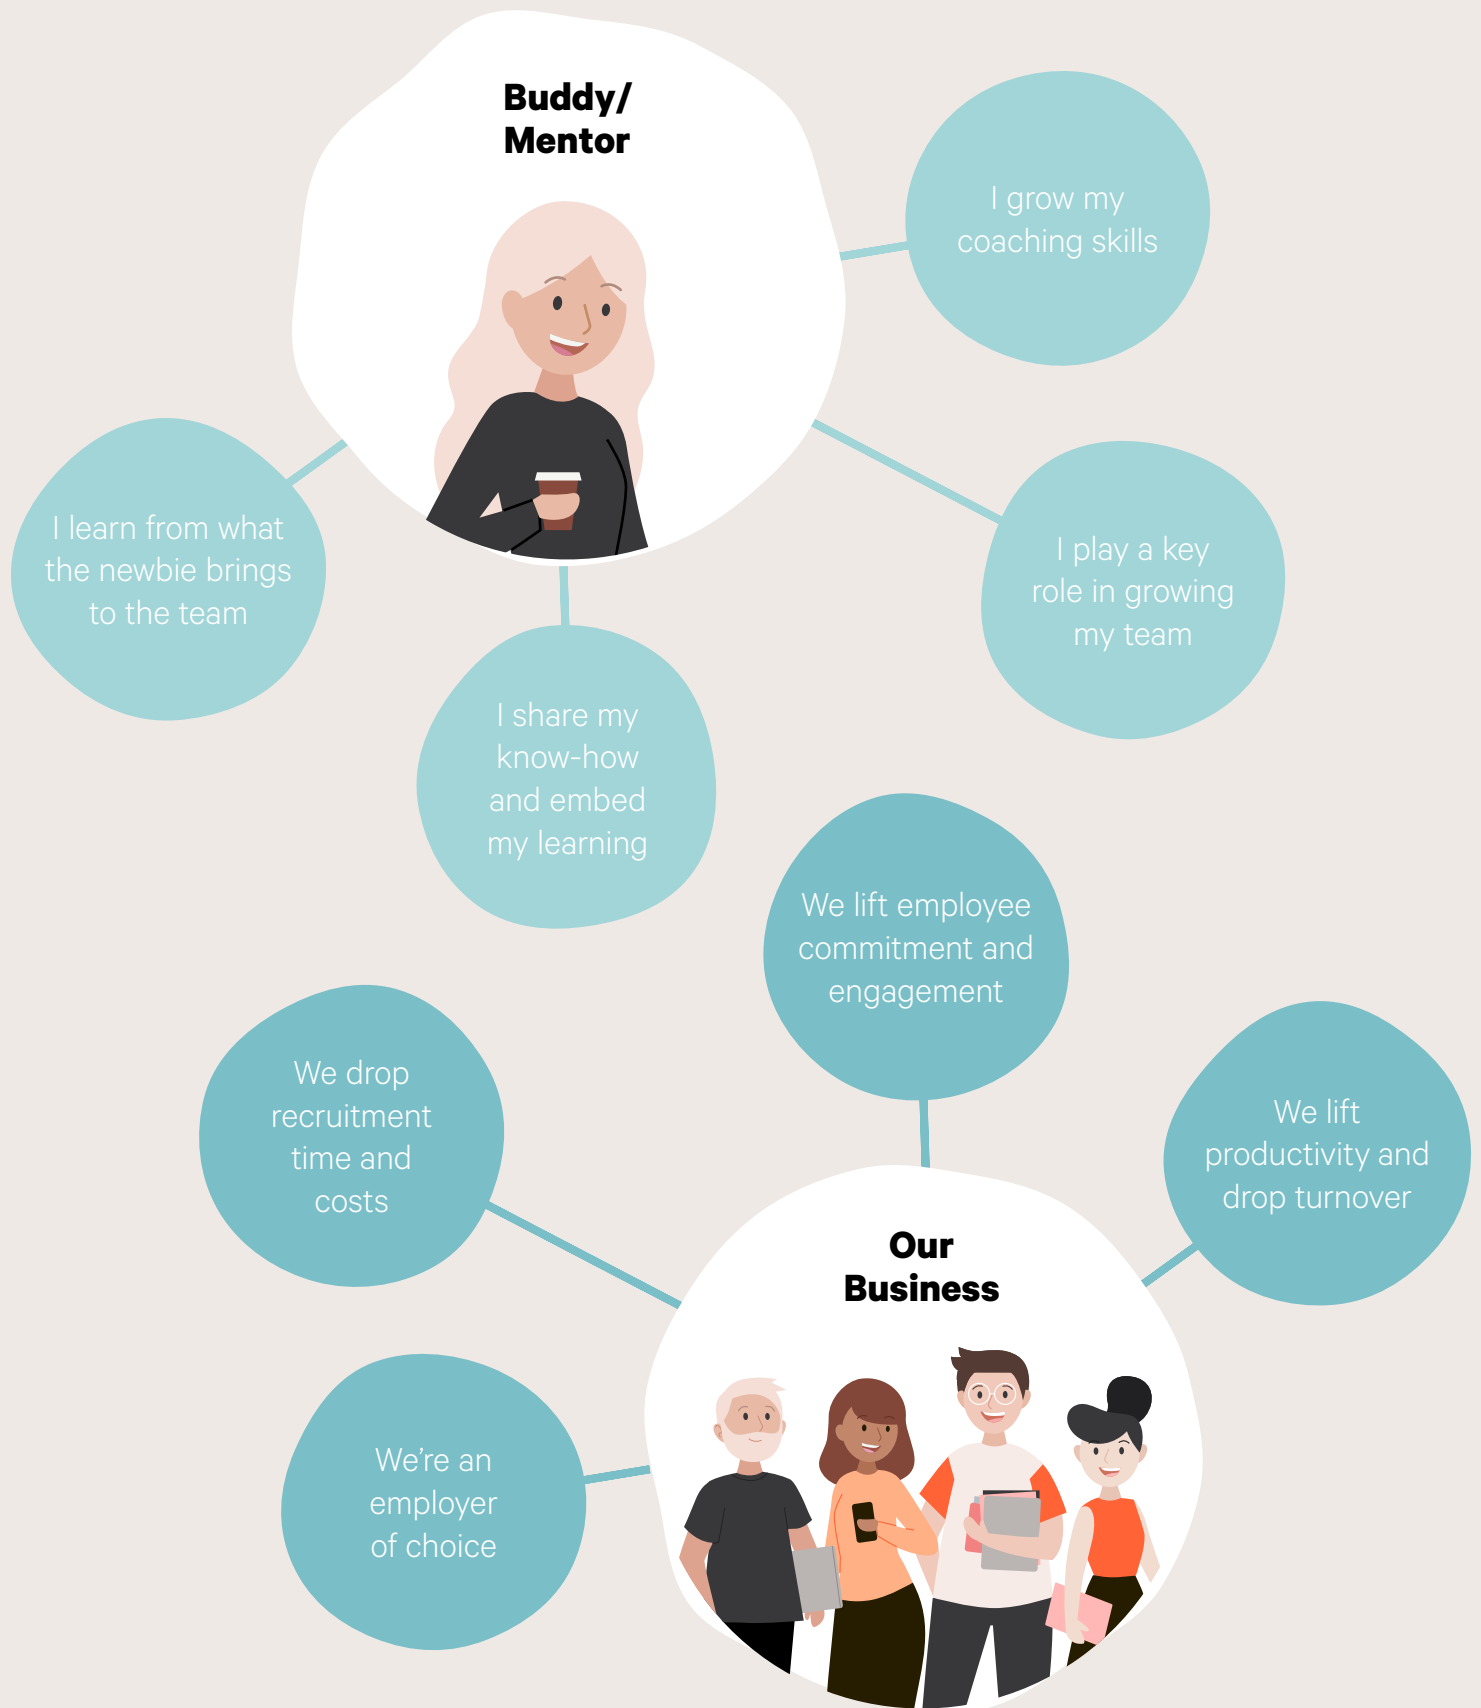 Buddy/
Mentor
I grow my
coaching skills
I learn from what
the newbie brings
to the team
I play a key
role in growing
my team
I share my
know-how
and embed
my learning
We lift employee
commitment and
engagement
We drop
recruitment
time and
costs
We lift
productivity and
drop turnover
Our
Business
We’re an
employer
of choice